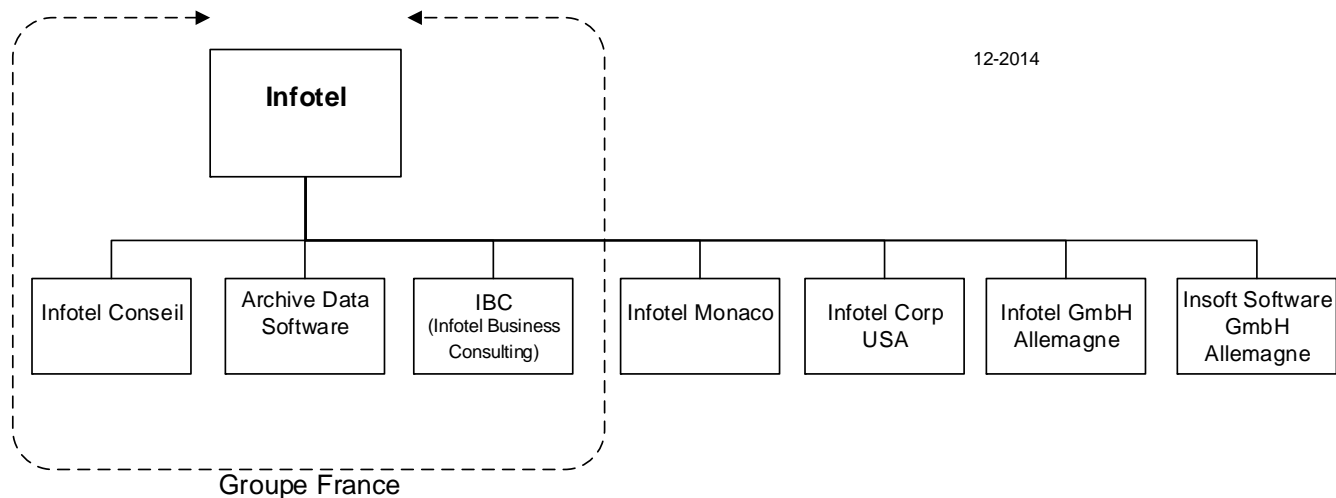 12-2014
Infotel
Infotel Conseil
Archive Data
Software
IBC
(Infotel Business
Consulting)
Infotel Monaco
Infotel Corp
USA
Infotel GmbH
Allemagne
Insoft Software
GmbH
Allemagne
Groupe France